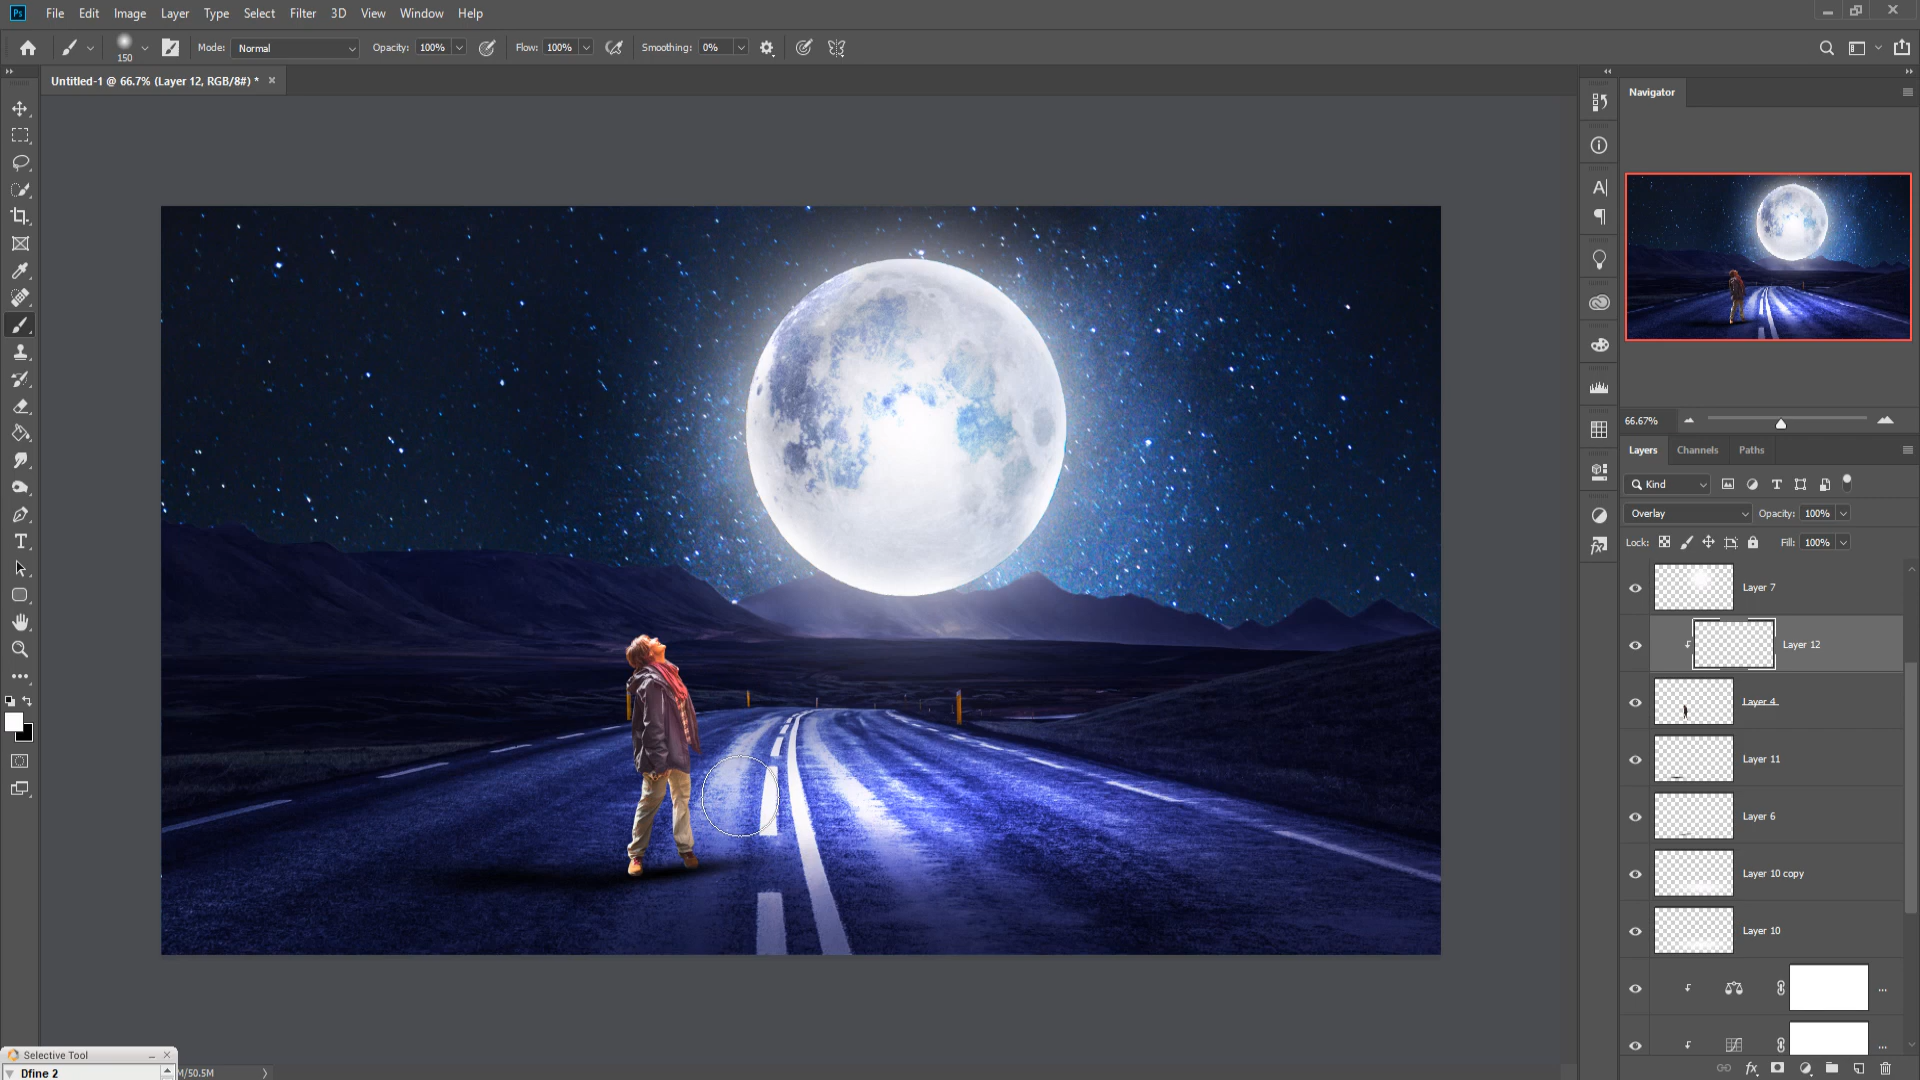 Ps File Edit Image Layer Type Select Filter 3D View Window Help
150 Mode: Normal Opacity: 100% Flow: 100% Smoothing: 0%
Untitled-1 @ 66.7% (Layer 12, RGB/8#) * ×
Navigator
66.67%
Layers Channels Paths
Kind
Overlay Opacity: 100%
Lock: Fill: 100%
Layer 7
Layer 12
Layer 4
Layer 11
Layer 6
Layer 10 copy
Layer 10
fx
Selective Tool
Dfine 2
M/50.5M